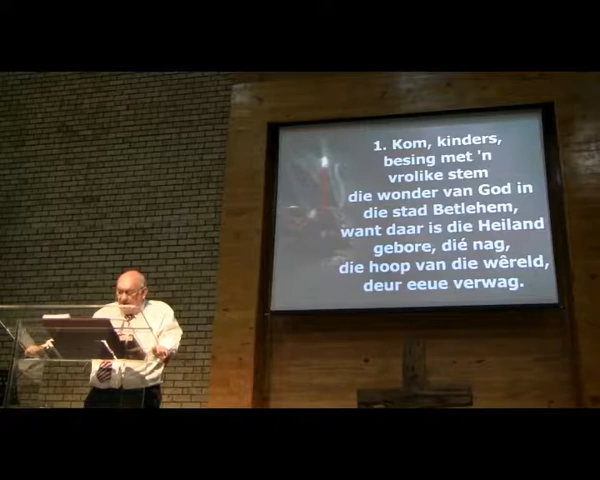 1. Kom, kinders,
besing met 'n
vrolike stem
die wonder van God in
die stad Betlehem,
want daar is die Heiland
gebore, dié nag,
die hoop van die wêreld,
deur eeue verwag.